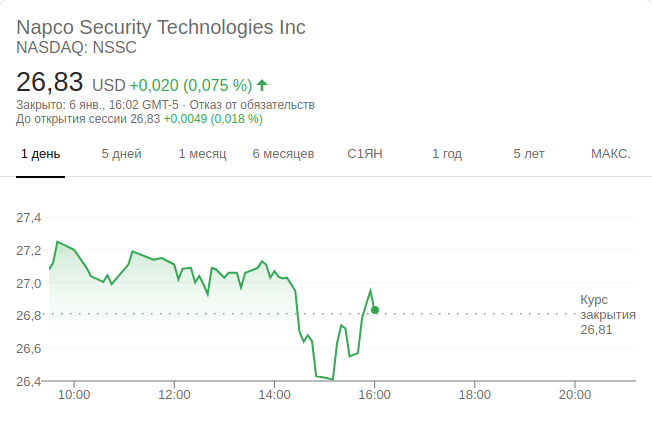 Napco Security Technologies Inc
NASDAQ: NSSC
26,83 USD +0,020 (0,075 %)
Закрыто: 6 янв., 16:02 GMT-5 · Отказ от обязательств
До открытия сессии 26,83 +0,0049 (0,018 %)
1 день 5 дней 1 месяц 6 месяцев С1ЯН 1 год 5 лет МАКС.
27,4
27,2
27,0
26,8
26,6
26,4
Курс
закрытия
26,81
10:00 12:00 14:00 16:00 18:00 20:00